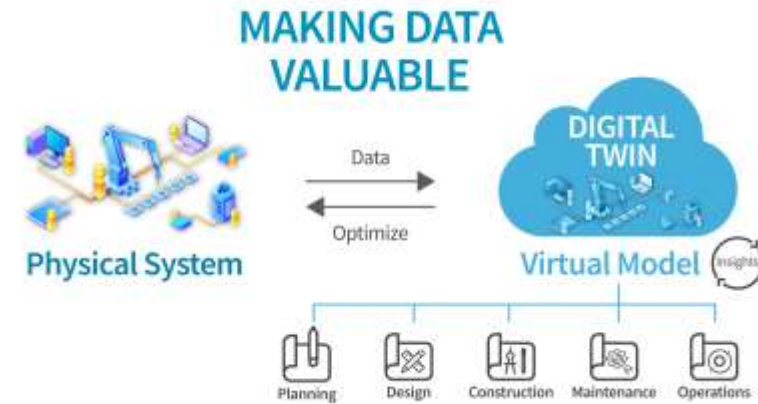 MAKING DATA
VALUABLE
DIGITAL
TWIN
Data
Optimize
Physical System
Virtual Model
Insights
Planning
Design
Construction
Maintenance
Operations